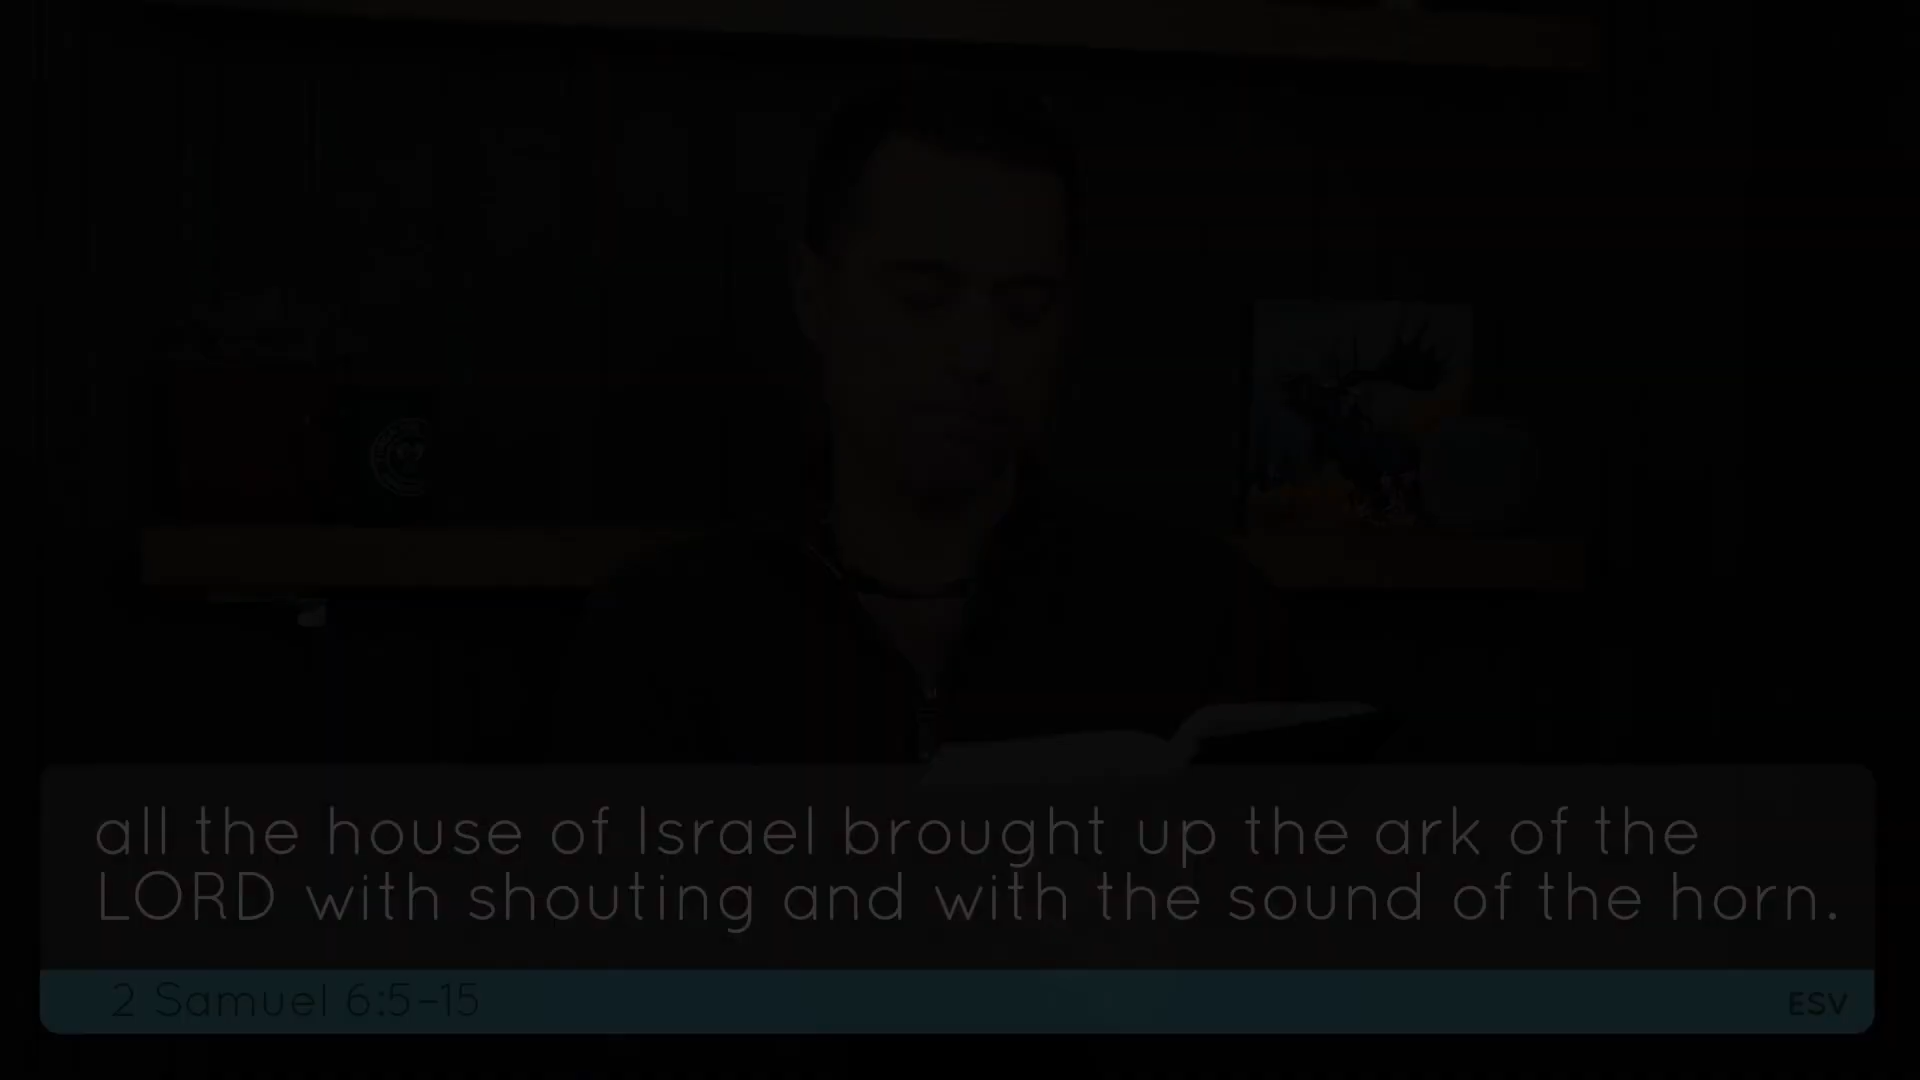 all the house of Israel brought up the ark of the
LORD with shouting and with the sound of the horn.
2 Samuel 6:5-15
ESV